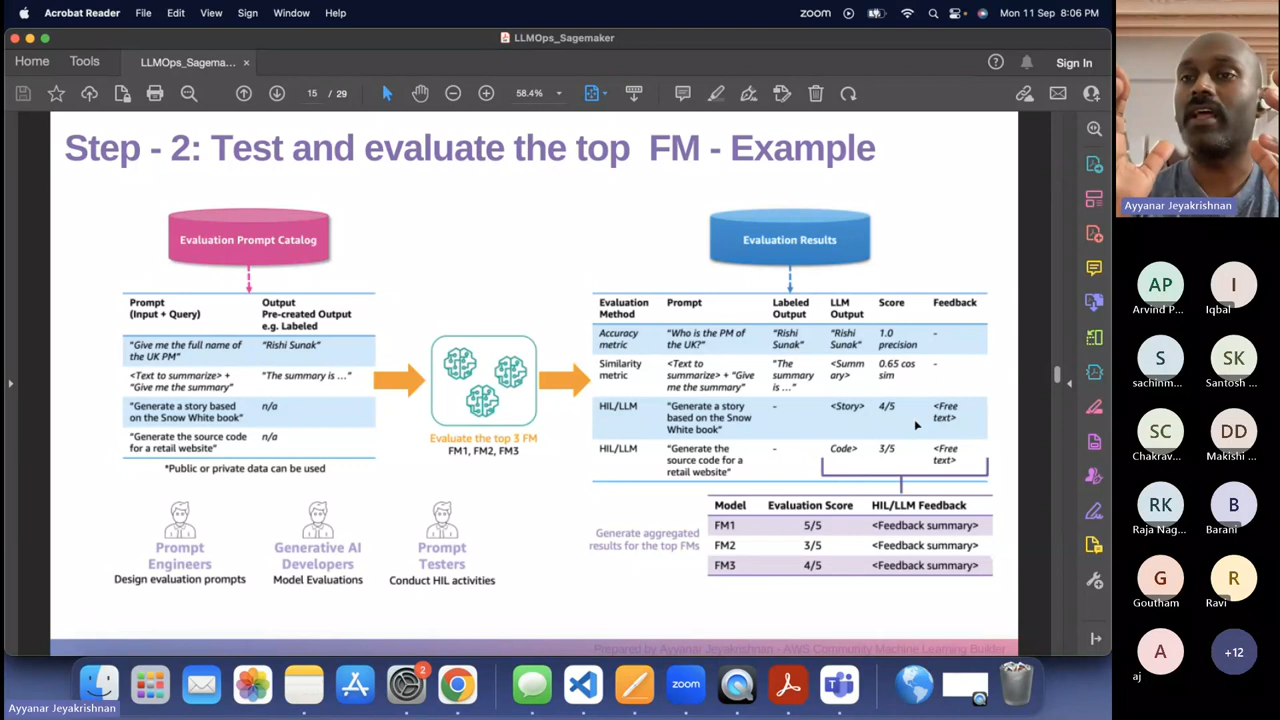 Acrobat Reader File Edit View Sign Window Help
zoom Mon 11 Sep 8:06 PM
LLMOps_Sagemaker
Home Tools LLMOps_Sagema... × Sign In
15 / 29 58.4%
Step - 2: Test and evaluate the top FM - Example
Evaluation Prompt Catalog
Prompt
(Input + Query)
Output
Pre-created Output
e.g. Labeled
"Give me the full name of
the UK PM"
"Rishi Sunak"
<Text to summarize> +
"Give me the summary"
"The summary is ..."
"Generate a story based
on the Snow White book"
n/a
"Generate the source code
for a retail website"
n/a
*Public or private data can be used
Evaluate the top 3 FM
FM1, FM2, FM3
Evaluation Results
Evaluation
Method
Prompt
Labeled
Output
LLM
Output
Score
Feedback
Accuracy
metric
"Who is the PM of
the UK?"
"Rishi
Sunak"
"Rishi
Sunak"
1.0
precision
-
Similarity
metric
<Text to
summarize> + "Give
me the summary"
"The
summary
is ..."
<Summ
ary>
0.65 cos
sim
-
HIL/LLM
"Generate a story
based on the Snow
White book"
-
<Story>
4/5
<Free
text>
HIL/LLM
"Generate the
source code for a
retail website"
-
Code>
3/5
<Free
text>
Generate aggregated
results for the top FMs
Model Evaluation Score HIL/LLM Feedback
FM1 5/5 <Feedback summary>
FM2 3/5 <Feedback summary>
FM3 4/5 <Feedback summary>
Prompt
Engineers
Design evaluation prompts
Generative AI
Developers
Model Evaluations
Prompt
Testers
Conduct HIL activities
Prepared by Ayyanar Jeyakrishnan - AWS Community Machine Learning Builder
Ayyanar Jeyakrishnan
AP
Arvind P...
I
Iqbal
S
sachinm...
SK
Santosh ...
SC
Chakrav...
DD
Makishi ...
RK
Raja Nag...
B
Barani
G
Goutham
R
Ravi
A
aj
+12
2
zoom
Ayyanar Jeyakrishnan